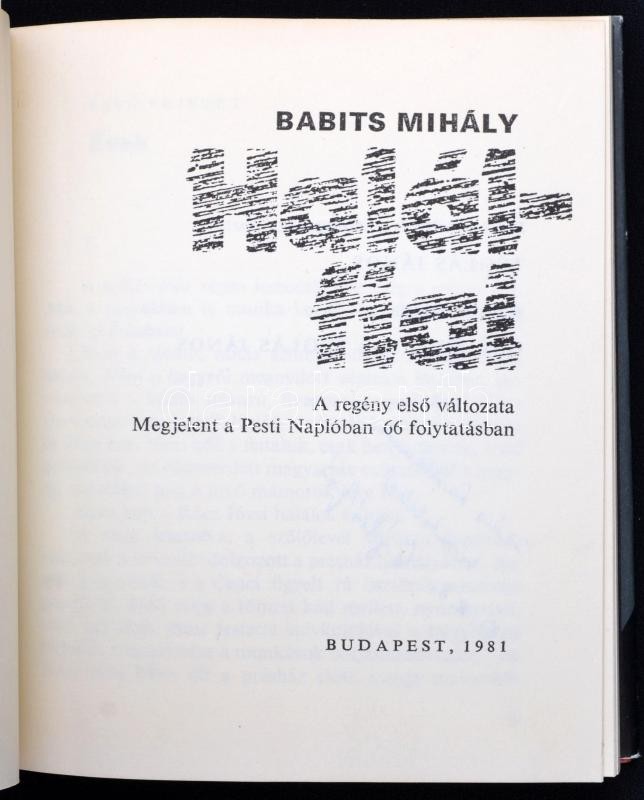 BABITS MIHÁLY
Halál-
fiai
A regény első változata
Megjelent a Pesti Naplóban 66 folytatásban
BUDAPEST, 1981